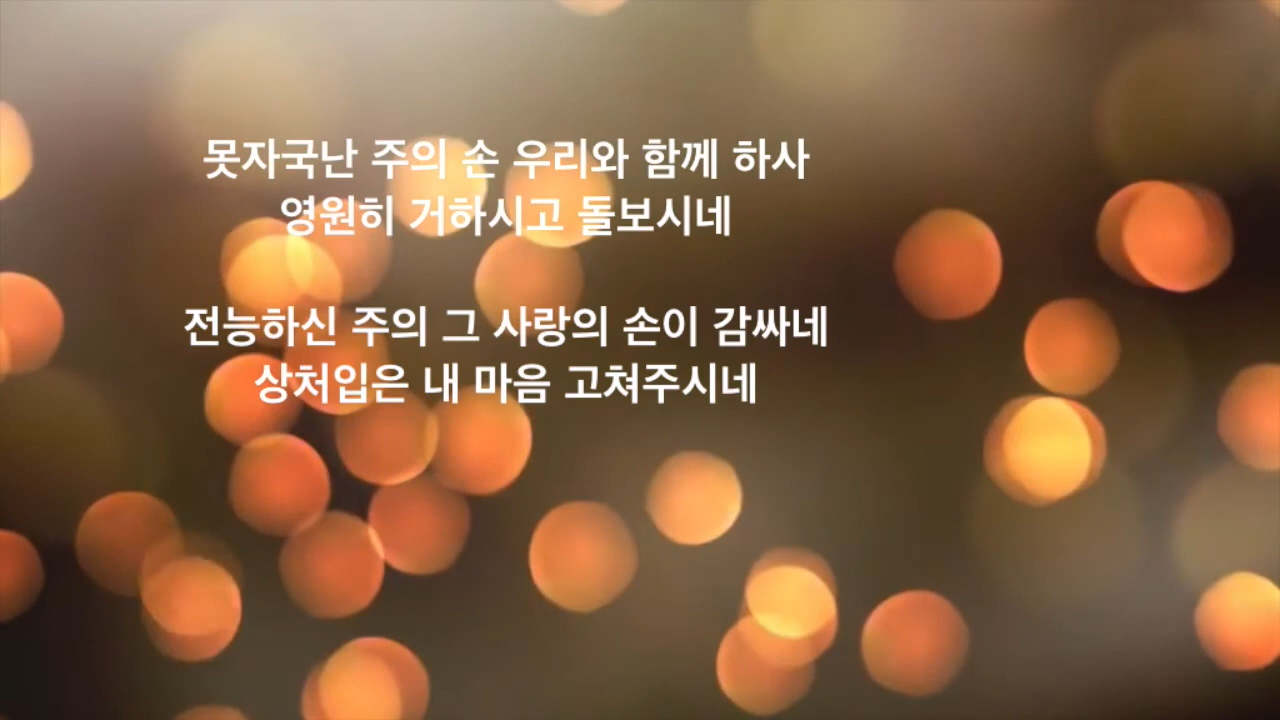 못자국난 주의 손 우리와 함께 하사
영원히 거하시고 돌보시네
전능하신 주의 그 사랑의 손이 감싸네
상처입은 내 마음 고쳐주시네